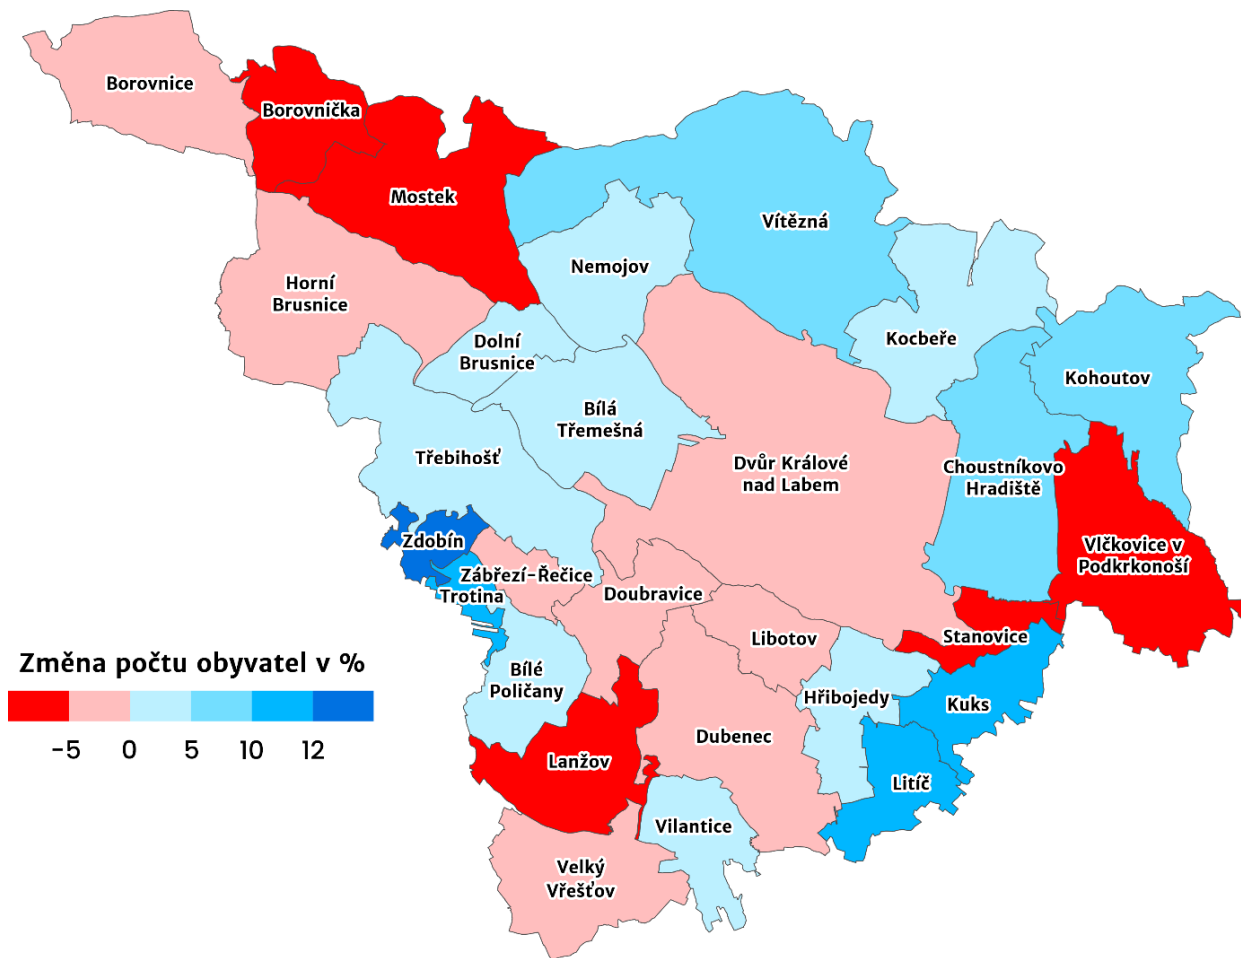 Borovnice
Borovnička
Mostek
Vítězná
Nemojov
Horní
Brusnice
Dolní
Brusnice
Kocbeře
Kohoutov
Bílá
Třemešná
Třebihošť
Dvůr Králové
nad Labem
Choustníkovo
Hradiště
Zdobín
Vlčkovice v
Podkrkonoší
Zábřezí-Řečice
Trotina
Doubravice
Libotov
Stanovice
Změna počtu obyvatel v %
-5 0 5 10 12
Bílé
Poličany
Hřibojedy
Kuks
Dubenec
Lanžov
Litíč
Vilantice
Velký
Vřešťov